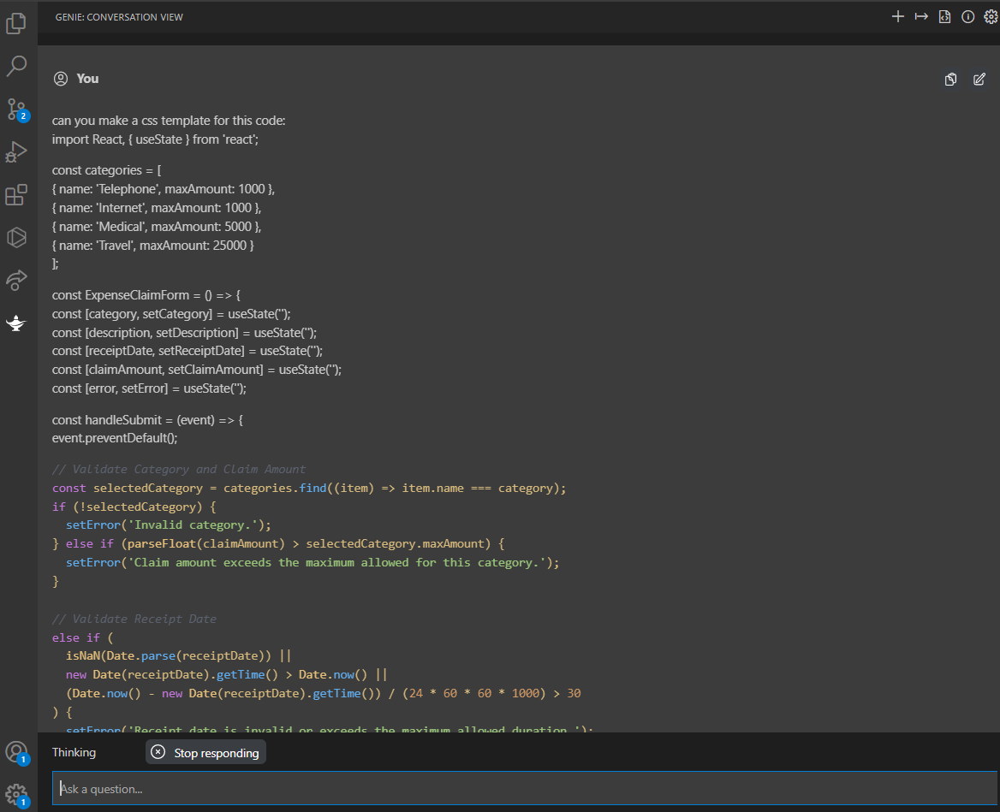 GENIE: CONVERSATION VIEW
You
can you make a css template for this code:
import React, { useState } from 'react';
const categories = [
{ name: 'Telephone', maxAmount: 1000 },
{ name: 'Internet', maxAmount: 1000 },
{ name: 'Medical', maxAmount: 5000 },
{ name: 'Travel', maxAmount: 25000 }
];
const ExpenseClaimForm = () => {
const [category, setCategory] = useState('');
const [description, setDescription] = useState('');
const [receiptDate, setReceiptDate] = useState('');
const [claimAmount, setClaimAmount] = useState('');
const [error, setError] = useState('');
const handleSubmit = (event) => {
event.preventDefault();
// Validate Category and Claim Amount
const selectedCategory = categories.find((item) => item.name === category);
if (!selectedCategory) {
setError('Invalid category.');
} else if (parseFloat(claimAmount) > selectedCategory.maxAmount) {
setError('Claim amount exceeds the maximum allowed for this category.');
}
// Validate Receipt Date
else if (
isNaN(Date.parse(receiptDate)) ||
new Date(receiptDate).getTime() > Date.now() ||
(Date.now() - new Date(receiptDate).getTime()) / (24 * 60 * 60 * 1000) > 30
) {
setError('Receipt date is invalid or exceeds the maximum allowed duration.');
Thinking
Stop responding
Ask a question...
2
1
1